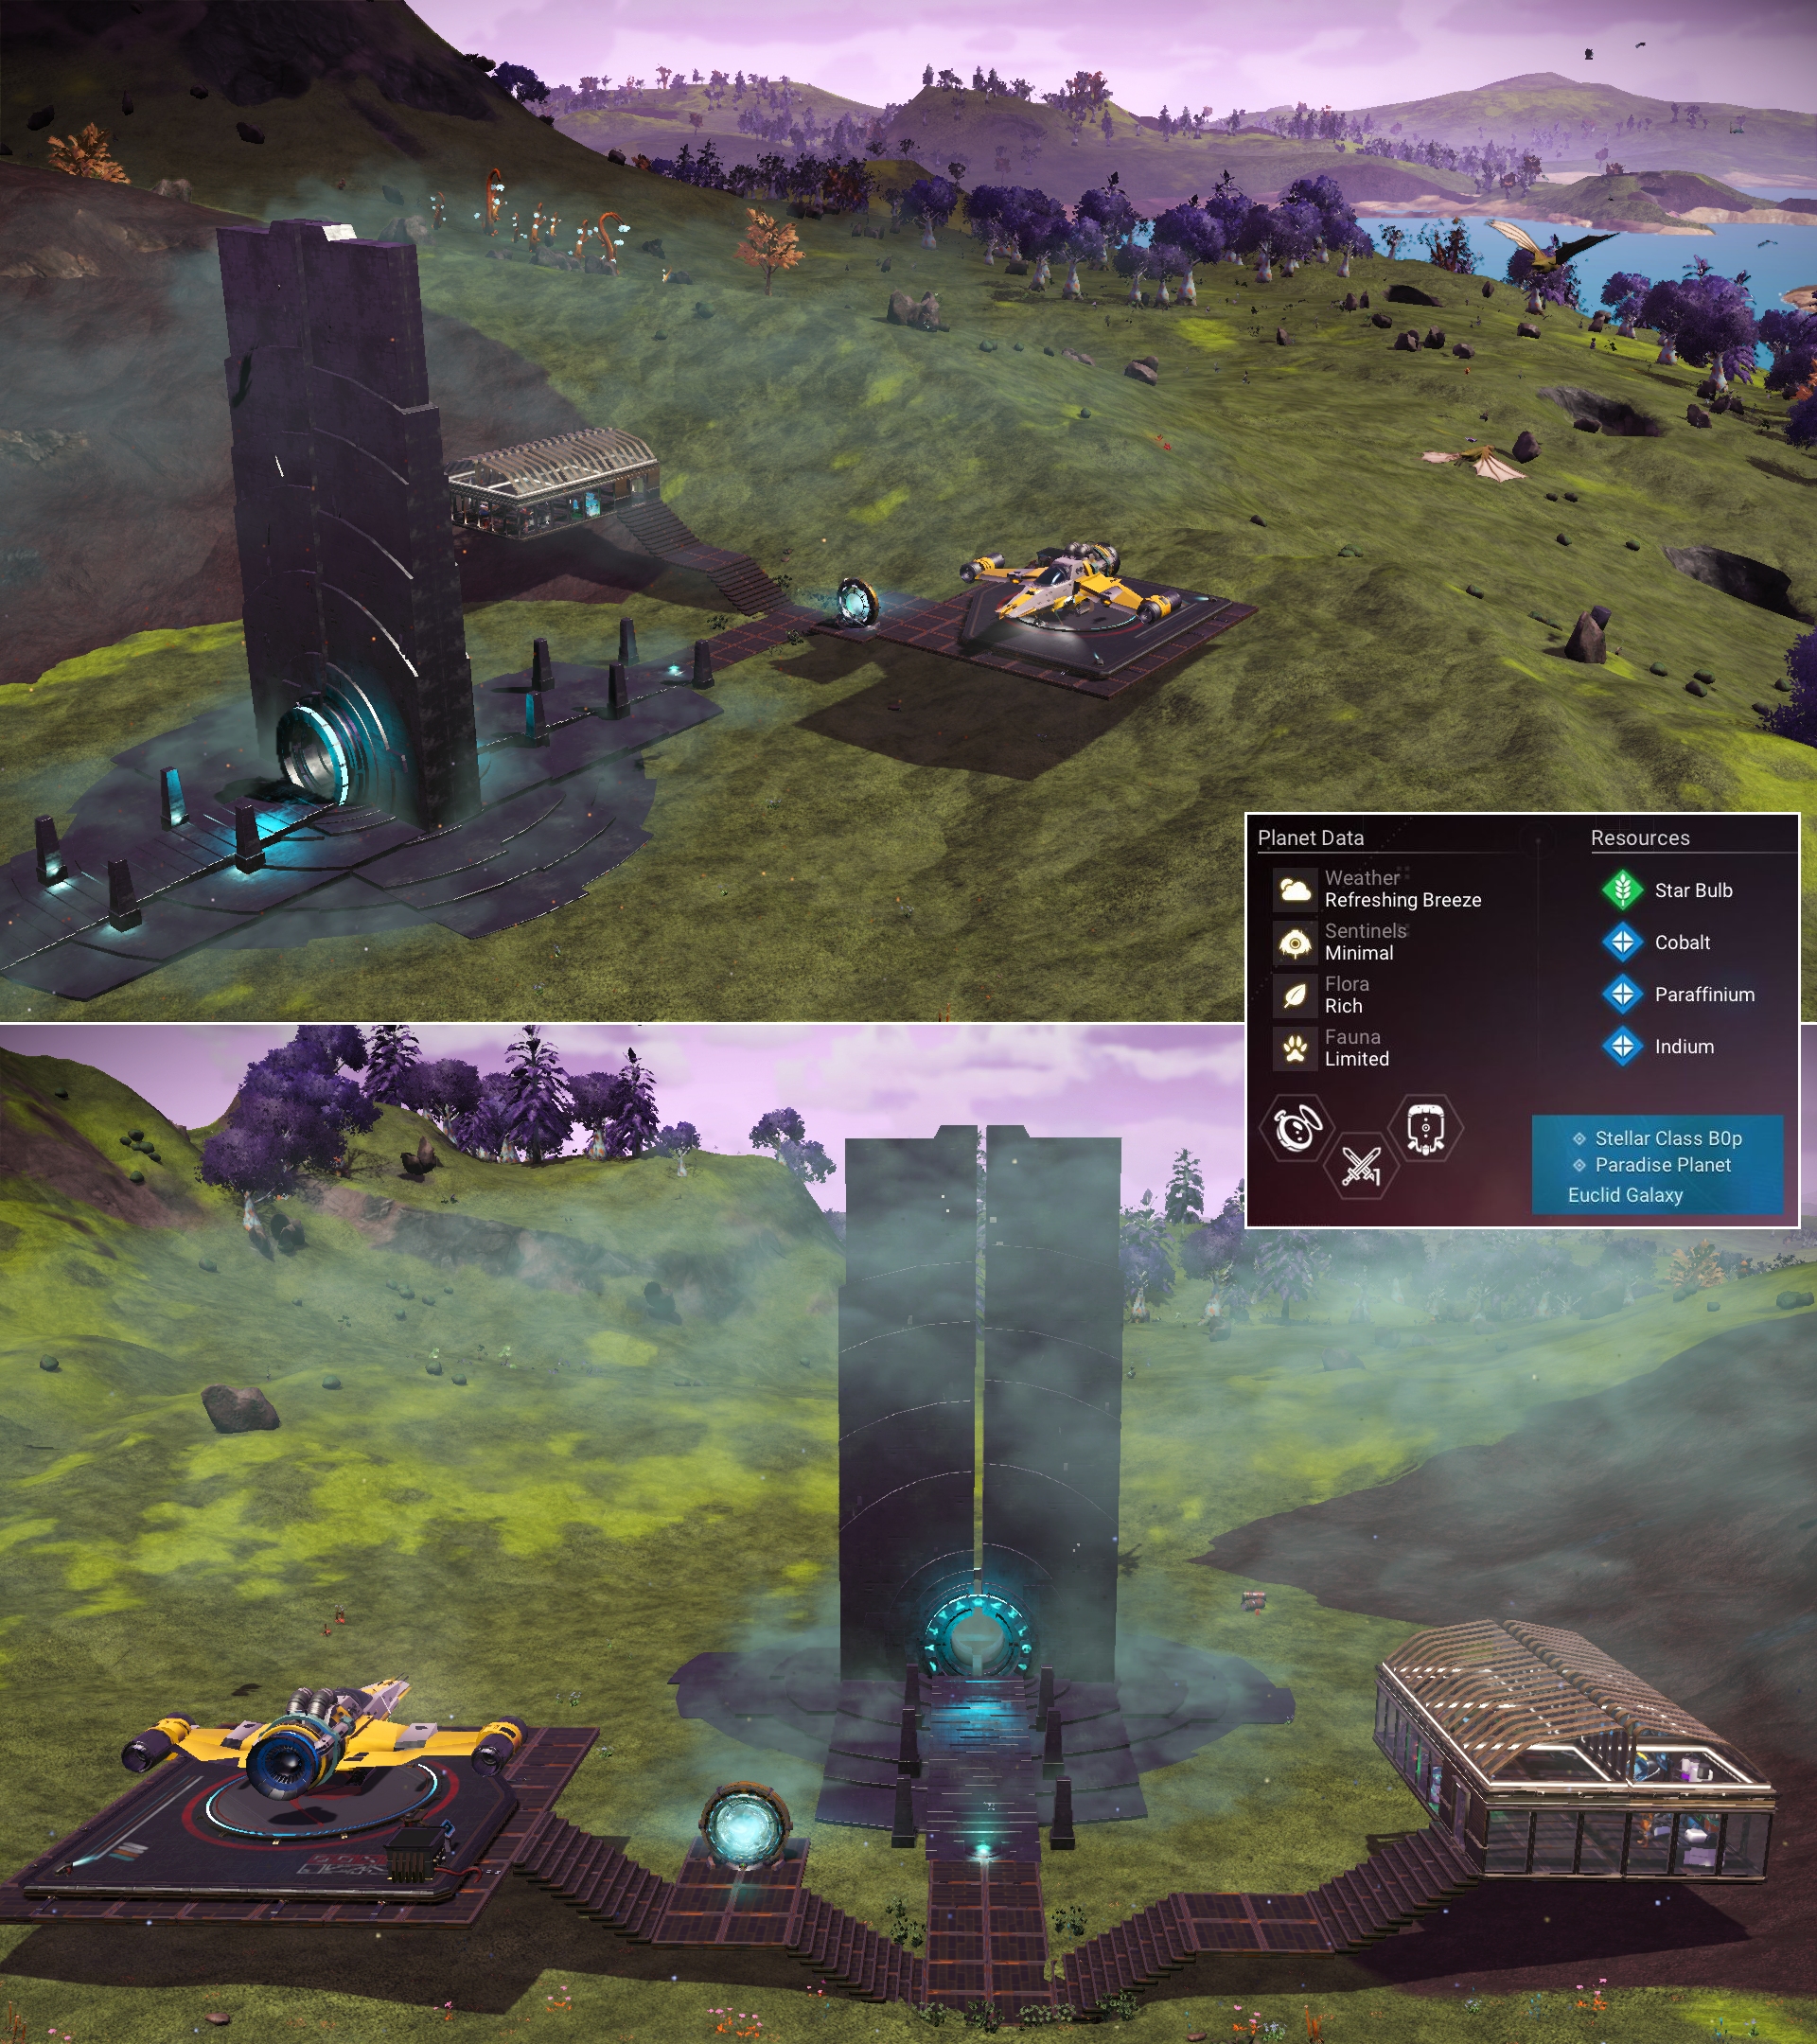 Planet Data
Weather
Refreshing Breeze
Sentinels
Minimal
Flora
Rich
Fauna
Limited
Resources
Star Bulb
Cobalt
Paraffinium
Indium
Stellar Class B0p
Paradise Planet
Euclid Galaxy